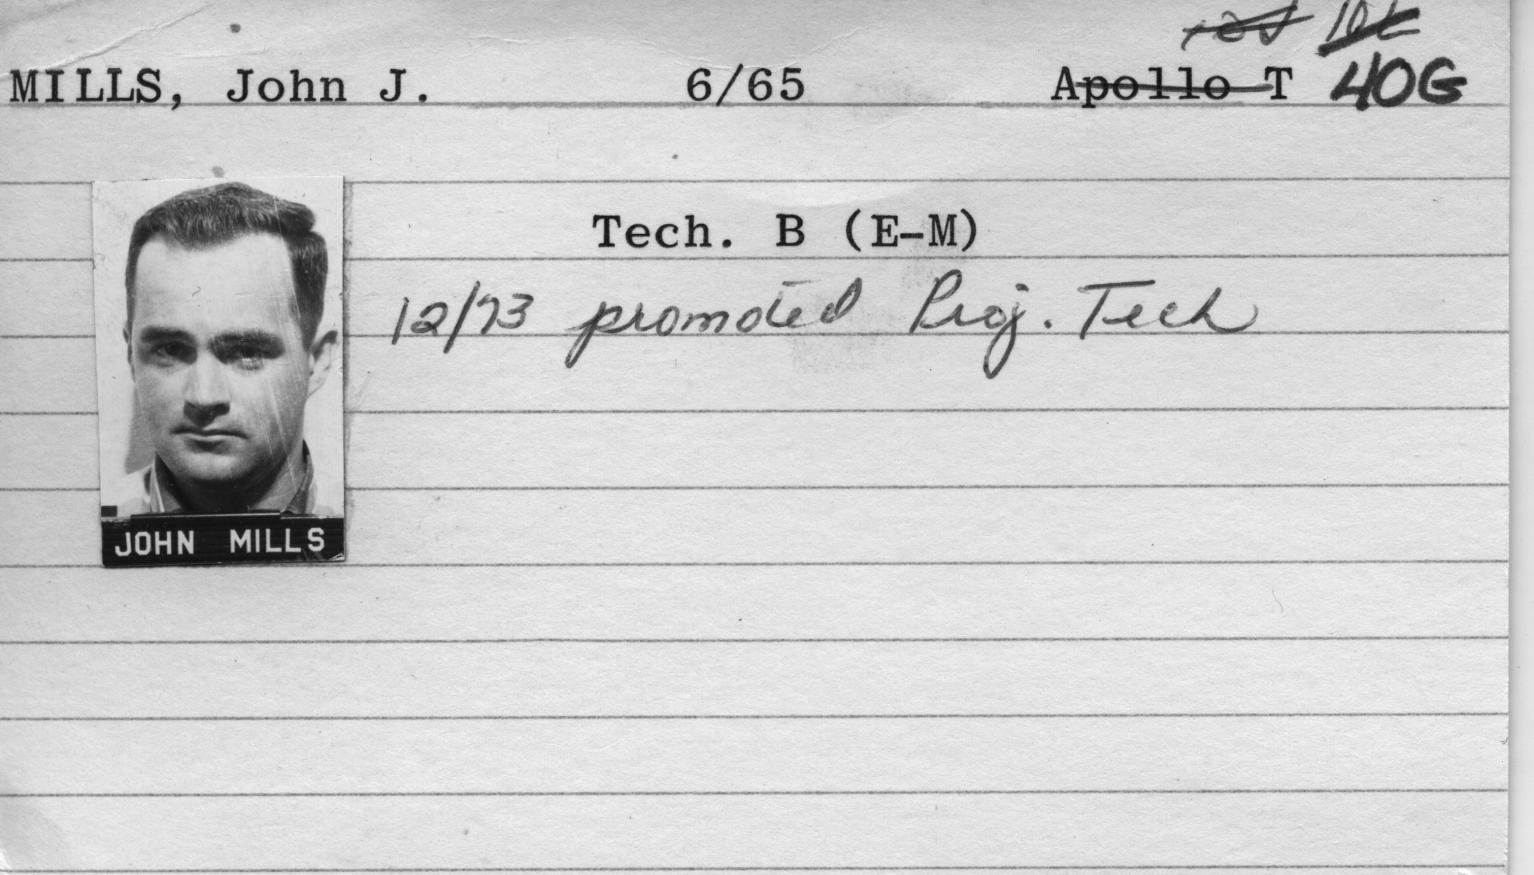 MILLS, John J. 6/65 Apollo T 40G
Tech. B (E-M)
12/73 promoted Proj. Tech
JOHN MILLS